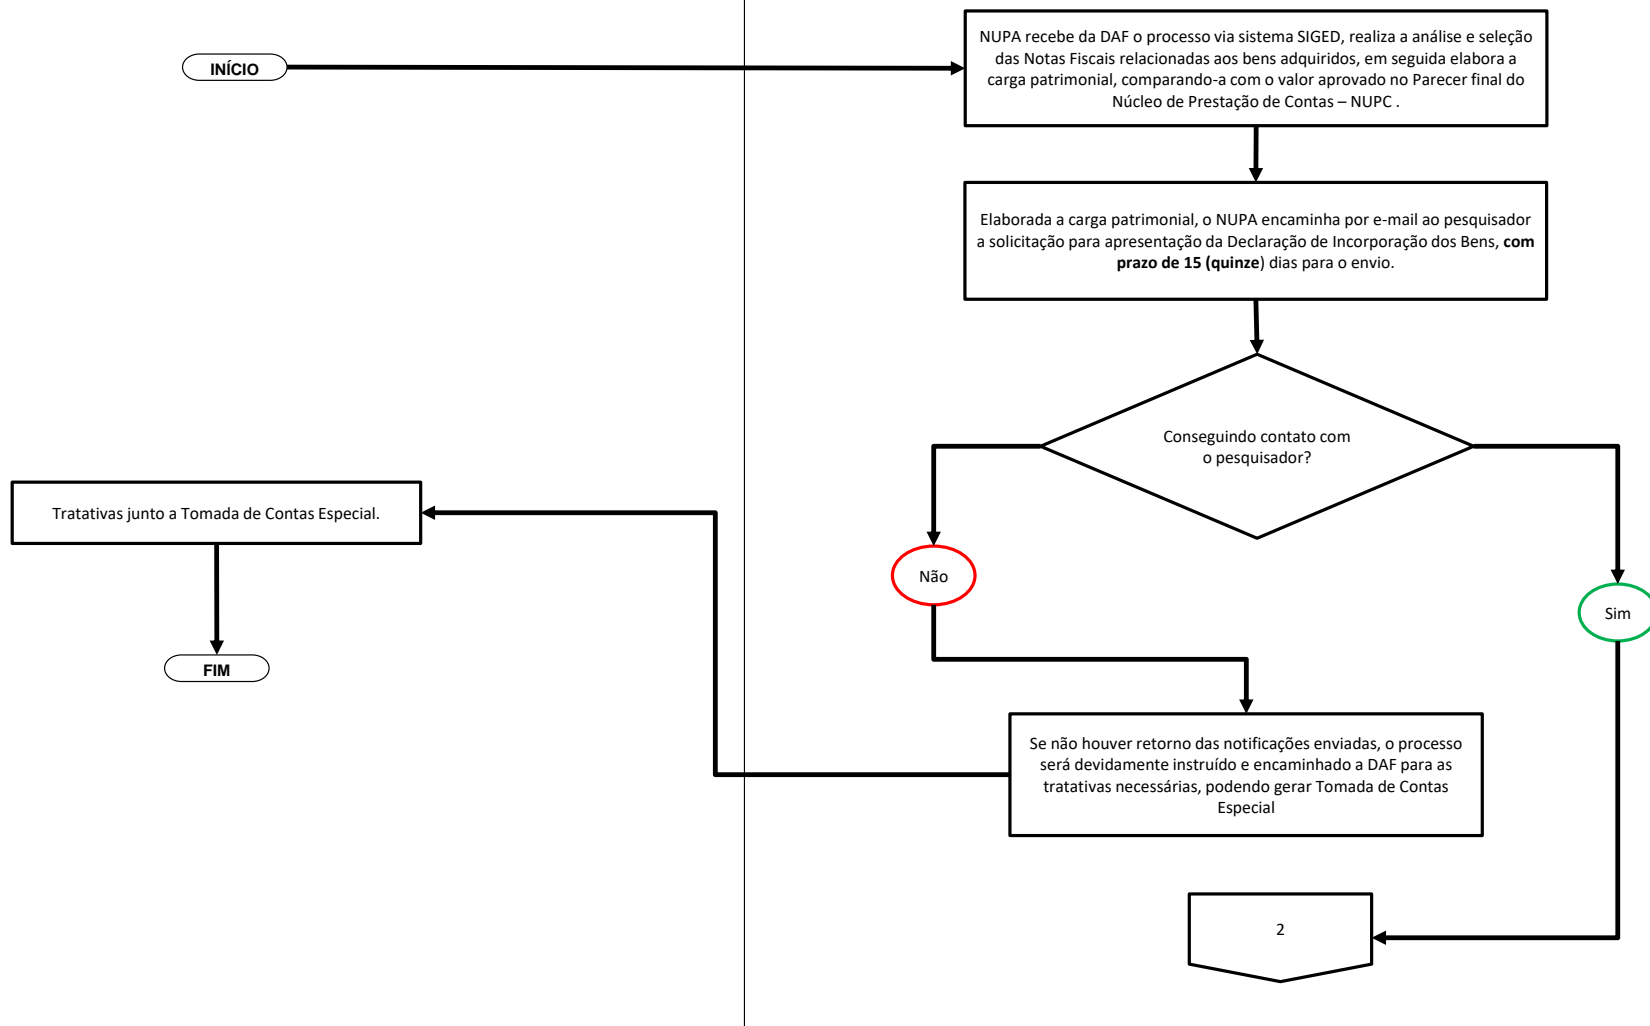 INÍCIO
NUPA recebe da DAF o processo via sistema SIGED, realiza a análise e seleção
das Notas Fiscais relacionadas aos bens adquiridos, em seguida elabora a
carga patrimonial, comparando-a com o valor aprovado no Parecer final do
Núcleo de Prestação de Contas – NUPC .
Elaborada a carga patrimonial, o NUPA encaminha por e-mail ao pesquisador
a solicitação para apresentação da Declaração de Incorporação dos Bens, com
prazo de 15 (quinze) dias para o envio.
Conseguindo contato com
o pesquisador?
Tratativas junto a Tomada de Contas Especial.
Não
Sim
FIM
Se não houver retorno das notificações enviadas, o processo
será devidamente instruído e encaminhado a DAF para as
tratativas necessárias, podendo gerar Tomada de Contas
Especial
2